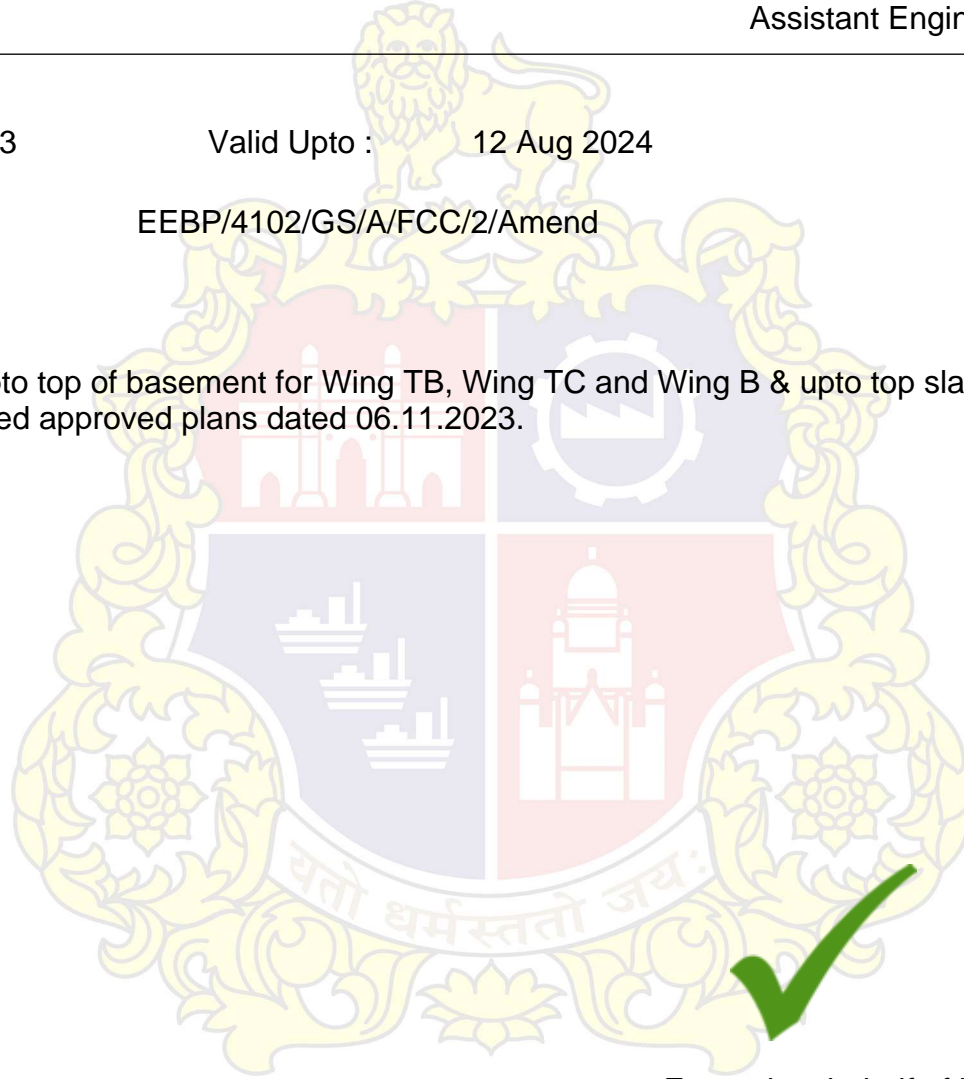 Assistant Engin
3 Valid Upto : 12 Aug 2024
EEBP/4102/GS/A/FCC/2/Amend
to top of basement for Wing TB, Wing TC and Wing B & upto top sla
ed approved plans dated 06.11.2023.
यतो धर्मस्ततो जय: